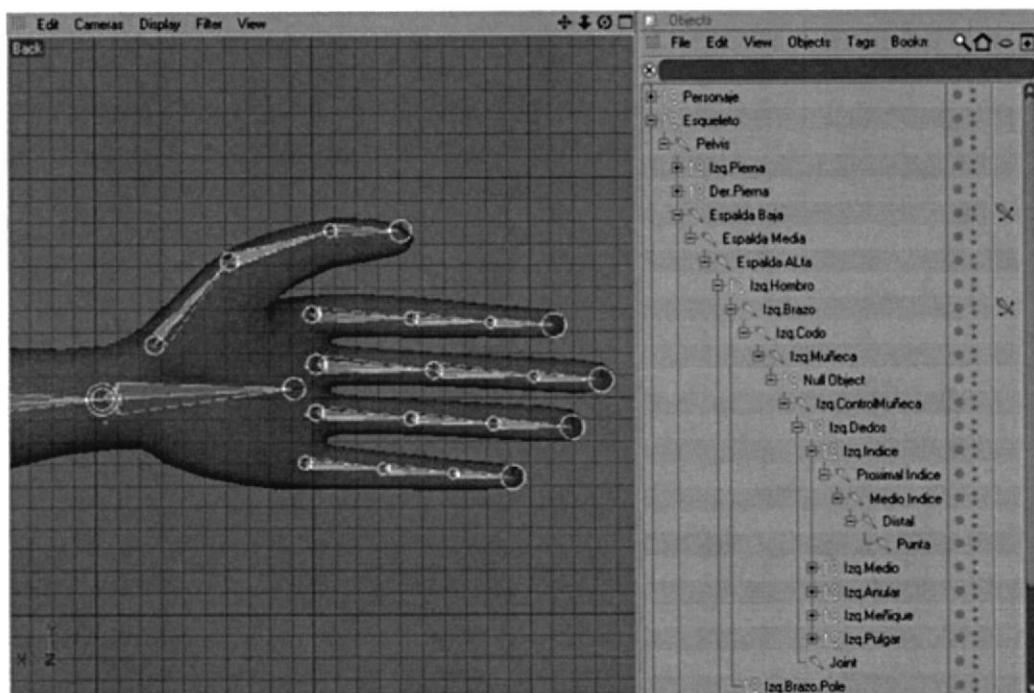 Edit Cameras Display Filter View
Back
Y
X Z
Objects
File Edit View Objects Tags Bookm
Personaje
Esqueleto
Pelvis
Izq.Pierna
Der.Pierna
Espalda Baja
Espalda Media
Espalda ALta
Izq.Hombro
Izq.Brazo
Izq.Codo
Izq.Muñeca
Null Object
Izq.ControlMuñeca
Izq.Dedos
Izq.Indice
Proximal Indice
Medio Indice
Distal
Punta
Izq.Medio
Izq.Anular
Izq.Meñique
Izq.Pulgar
Joint
Izq.Brazo.Pole